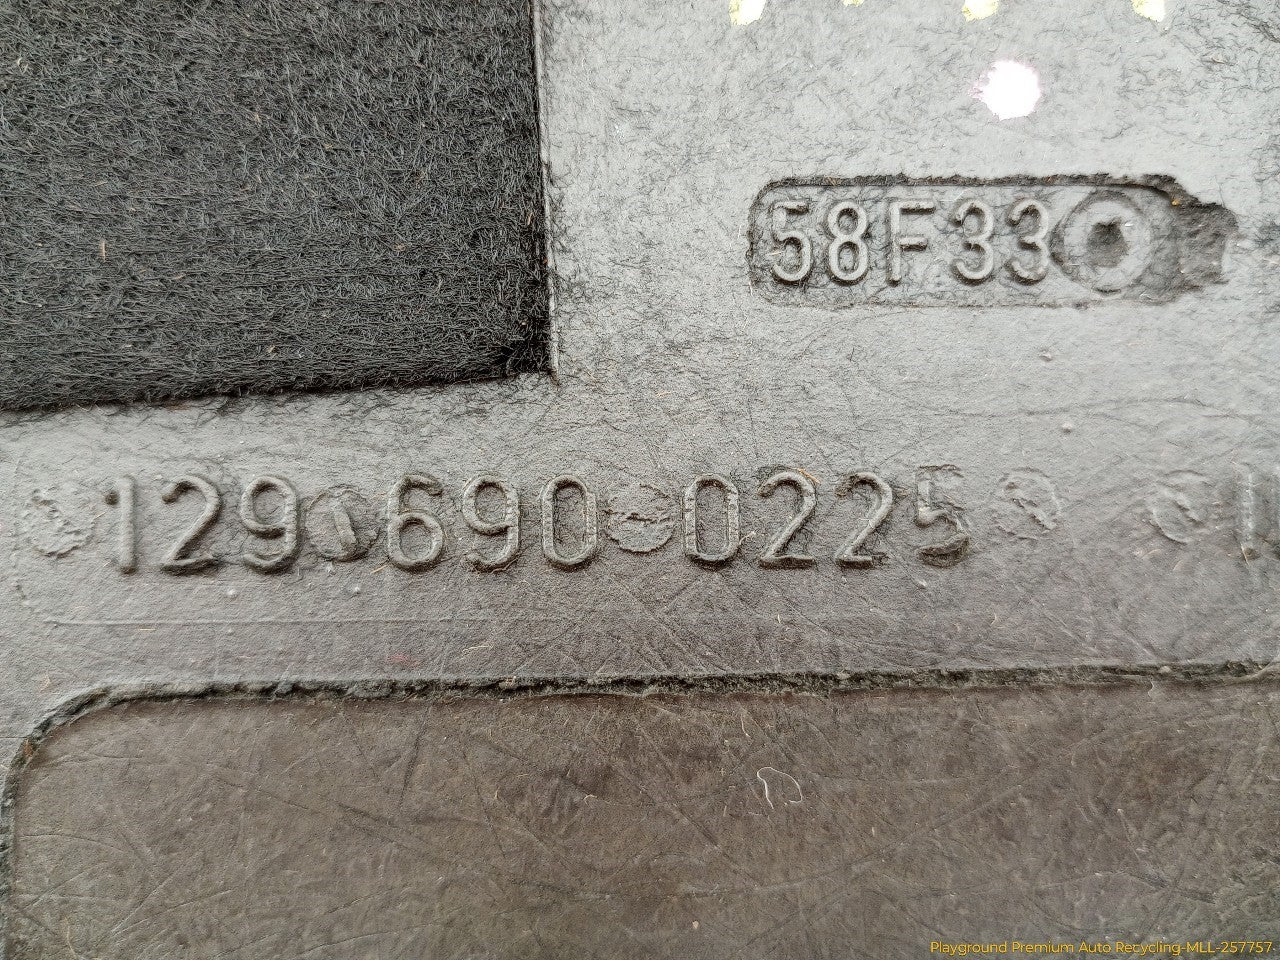 58F33
129 690 0225
Playground Premium Auto Recycling-MLL-257757